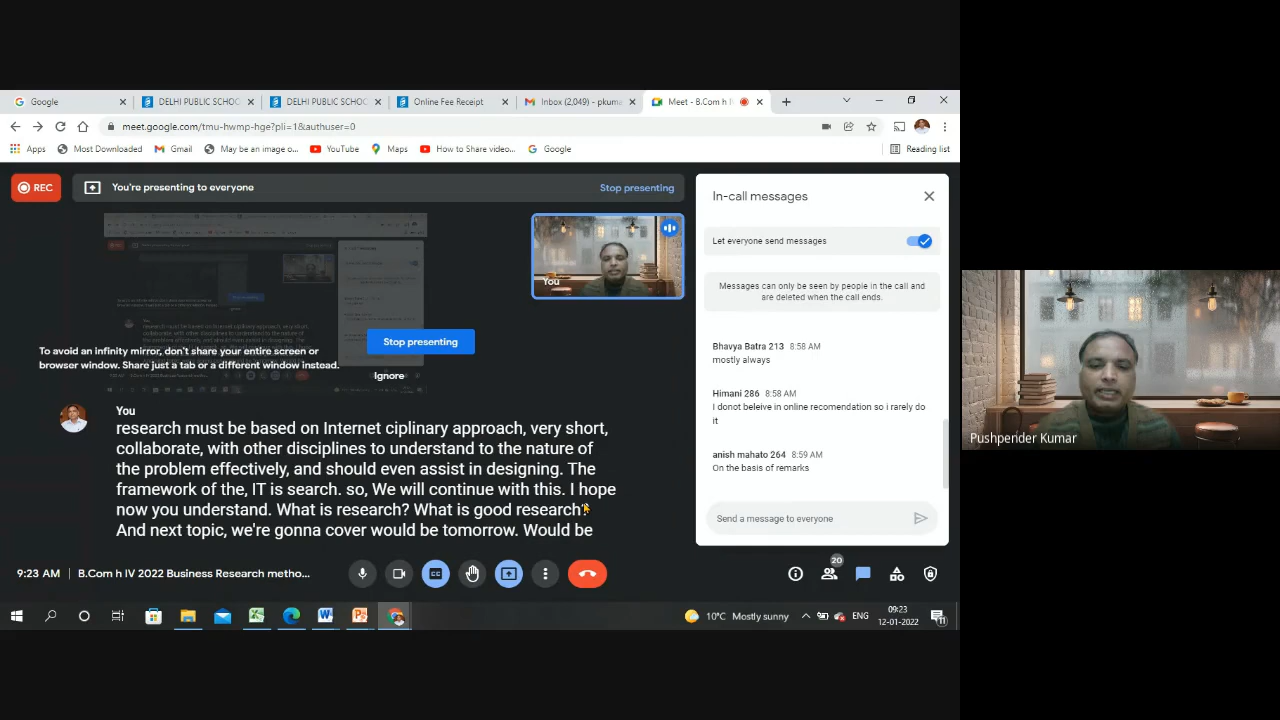 Google
DELHI PUBLIC SCHOO
DELHI PUBLIC SCHOO
Online Fee Receipt
Inbox (2,049) - pkuma
Meet - B.Com h I
meet.google.com/tmu-hwmp-hge?pli=1&authuser=0
Apps
Most Downloaded
Gmail
May be an image o...
YouTube
Maps
How to Share video...
Google
Reading list
REC
You're presenting to everyone
Stop presenting
You
Stop presenting
To avoid an infinity mirror, don't share your entire screen or
browser window. Share just a tab or a different window instead.
Ignore
You
research must be based on Internet ciplinary approach, very short,
collaborate, with other disciplines to understand to the nature of
the problem effectively, and should even assist in designing. The
framework of the, IT is search. so, We will continue with this. I hope
now you understand. What is research? What is good research?
And next topic, we're gonna cover would be tomorrow. Would be
In-call messages
Let everyone send messages
Messages can only be seen by people in the call and
are deleted when the call ends.
Bhavya Batra 213 8:58 AM
mostly always
Himani 286 8:58 AM
I donot beleive in online recomendation so i rarely do
it
anish mahato 264 8:59 AM
On the basis of remarks
Send a message to everyone
9:23 AM | B.Com h IV 2022 Business Research metho...
20
Pushpender Kumar
10°C Mostly sunny
ENG
09:23
12-01-2022
11